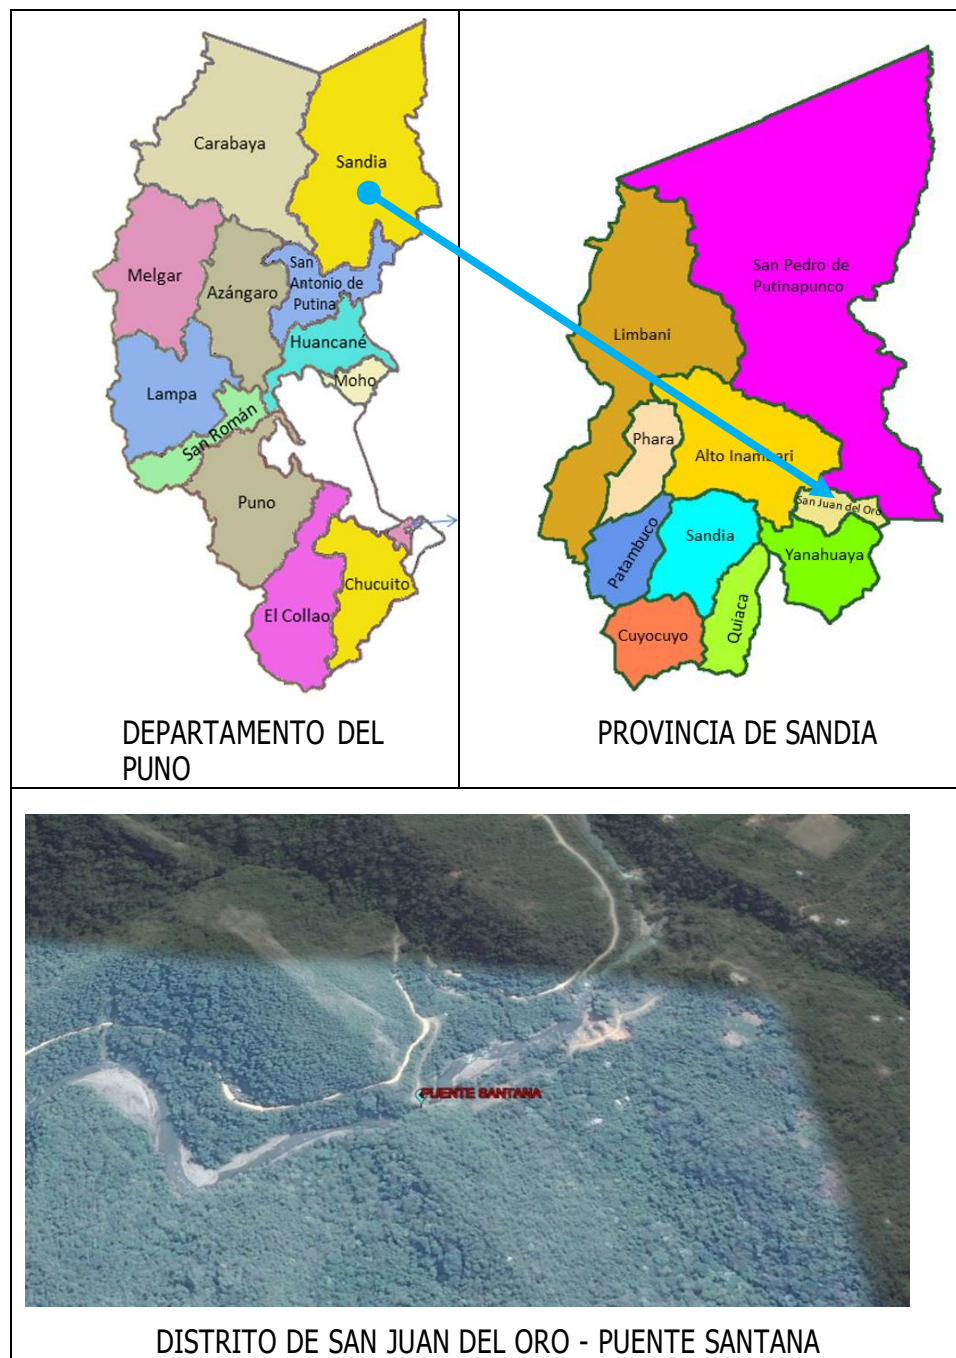 Carabaya
Sandia
Melgar
Azángaro
San
Antonio de
Putina
Huancané
Moho
Lampa
San Román
Puno
El Collao
Chucuito
DEPARTAMENTO DEL
PUNO
San Pedro de
Putinapunco
Limbani
Phara
Alto Inambari
San Juan del Oro
Patambuco
Sandia
Yanahuaya
Quiaca
Cuyocuyo
PROVINCIA DE SANDIA
PUENTE SANTANA
DISTRITO DE SAN JUAN DEL ORO - PUENTE SANTANA